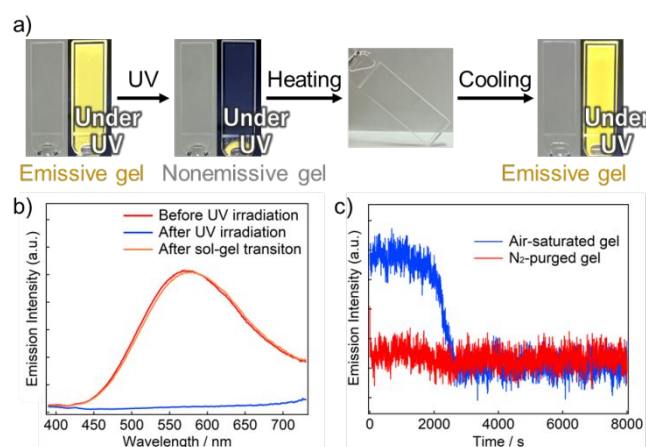 a)
UV
Heating
Cooling
Under
UV
Under
UV
Under
UV
Emissive gel
Nonemissive gel
Emissive gel
b)
Before UV irradiation
After UV irradiation
After sol-gel transiton
Emission Intensity (a.u.)
400 450 500 550 600 650 700
Wavelength / nm
c)
Air-saturated gel
N2-purged gel
Emission Intensity (a.u.)
0 2000 4000 6000 8000
Time / s